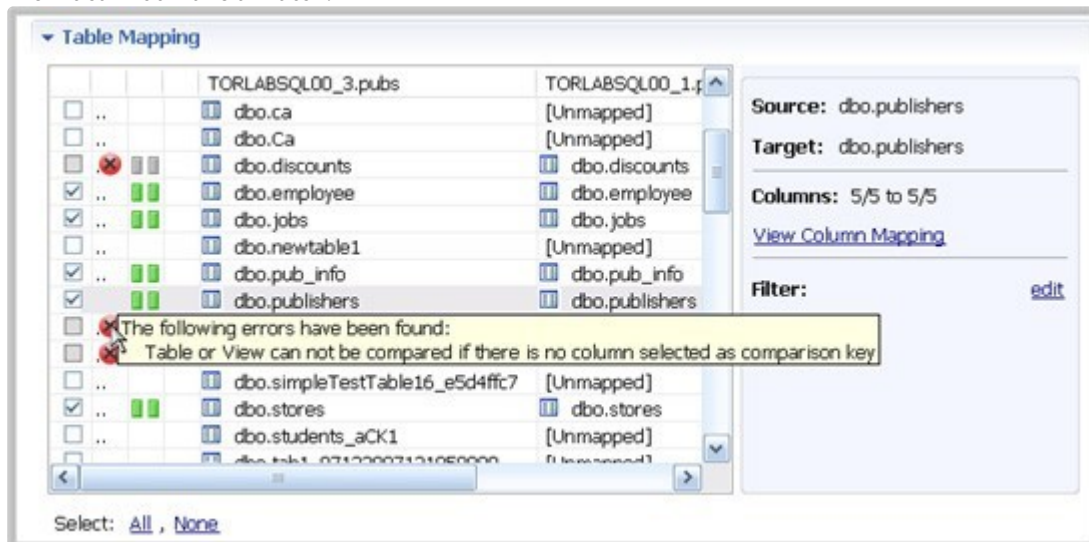 Table Mapping
TORLABSQL00_3.pubs TORLABSQL00_1.p
.. dbo.ca [Unmapped]
.. dbo.Ca [Unmapped]
. dbo.discounts dbo.discounts
.. dbo.employee dbo.employee
.. dbo.jobs dbo.jobs
.. dbo.newtable1 [Unmapped]
.. dbo.pub_info dbo.pub_info
dbo.publishers dbo.publishers
The following errors have been found:
Table or View can not be compared if there is no column selected as comparison key
.. dbo.simpleTestTable16_e5d4ffc7 [Unmapped]
.. dbo.stores dbo.stores
.. dbo.students_aCK1 [Unmapped]
[Unmapped]
Select: All , None
Source: dbo.publishers
Target: dbo.publishers
Columns: 5/5 to 5/5
View Column Mapping
Filter: edit